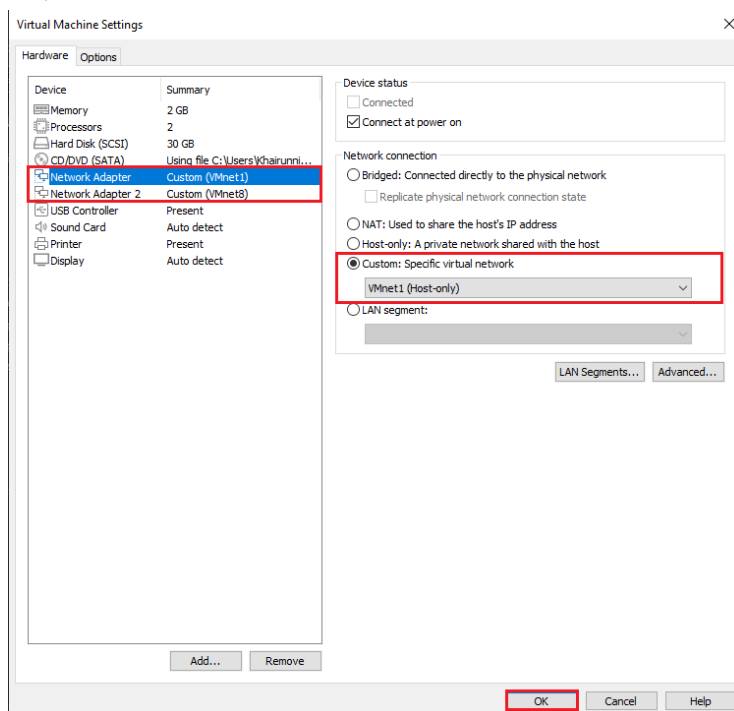 Virtual Machine Settings
Hardware Options
Device Summary
Memory 2 GB
Processors 2
Hard Disk (SCSI) 30 GB
CD/DVD (SATA) Using file C:\Users\Khairunni...
Network Adapter Custom (VMnet1)
Network Adapter 2 Custom (VMnet8)
USB Controller Present
Sound Card Auto detect
Printer Present
Display Auto detect
Add... Remove
Device status
Connected
Connect at power on
Network connection
Bridged: Connected directly to the physical network
Replicate physical network connection state
NAT: Used to share the host's IP address
Host-only: A private network shared with the host
Custom: Specific virtual network
VMnet1 (Host-only)
LAN segment:
LAN Segments... Advanced...
OK Cancel Help